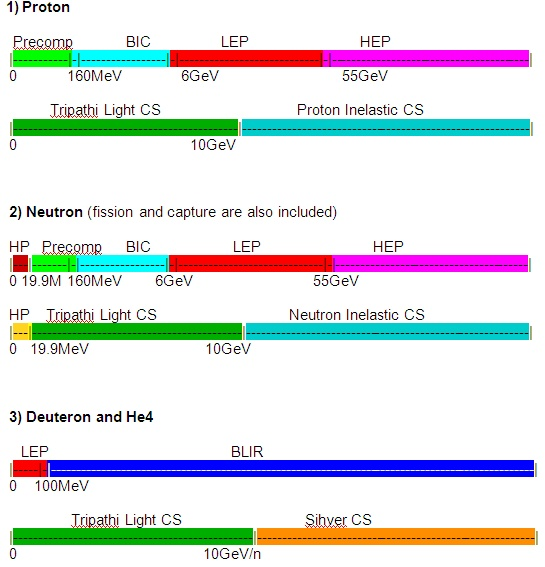 1) Proton
Precomp BIC LEP HEP
0 160MeV 6GeV 55GeV
Tripathi Light CS Proton Inelastic CS
0 10GeV
2) Neutron (fission and capture are also included)
HP Precomp BIC LEP HEP
0 19.9M 160MeV 6GeV 55GeV
HP Tripathi Light CS Neutron Inelastic CS
0 19.9MeV 10GeV
3) Deuteron and He4
LEP BLIR
0 100MeV
Tripathi Light CS Sihver CS
0 10GeV/n